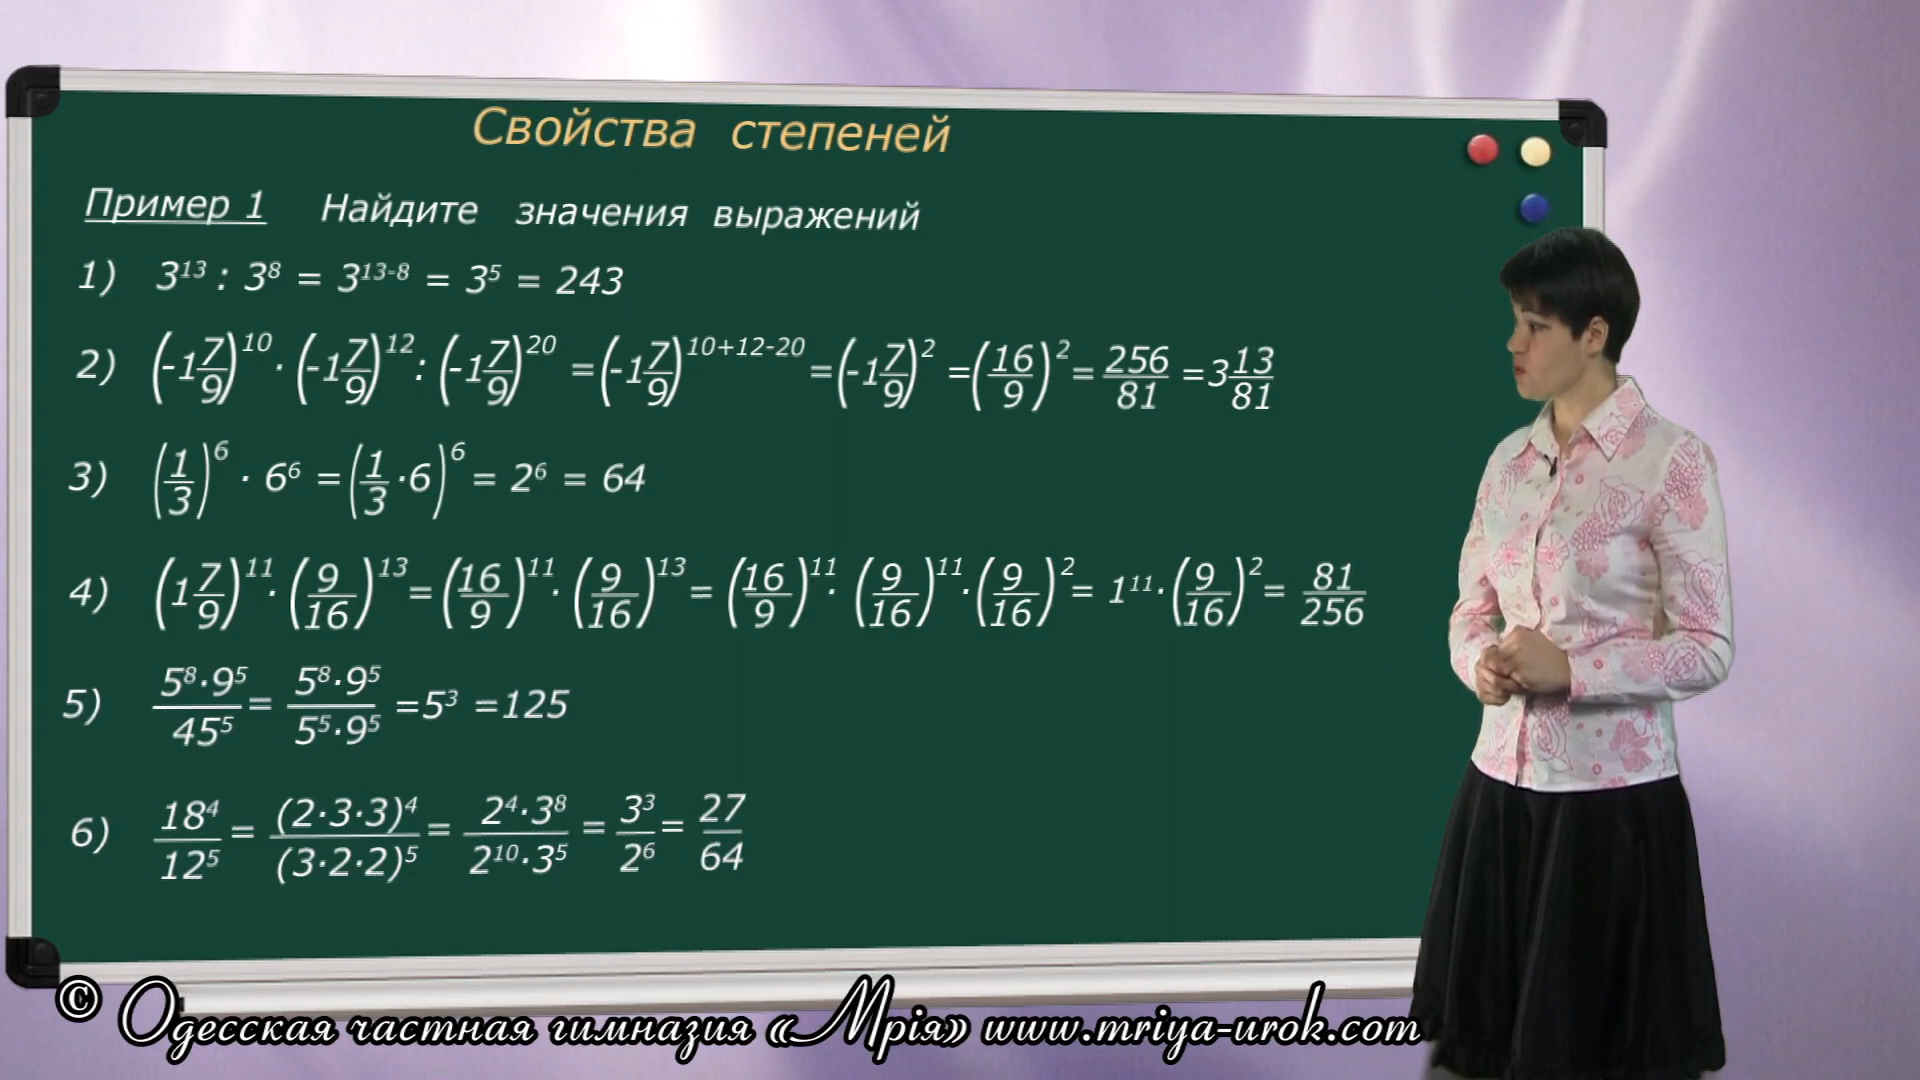 Свойства степеней
Пример 1 Найдите значения выражений
1) 3¹³ : 3⁸ = 3¹³⁻⁸ = 3⁵ = 243
2) (-1 7/9)¹⁰ · (-1 7/9)¹² : (-1 7/9)²⁰ = (-1 7/9)¹⁰⁺¹²⁻²⁰ = (-1 7/9)² = (16/9)² = 256/81 = 3 13/81
3) (1/3)⁶ · 6⁶ = (1/3 · 6)⁶ = 2⁶ = 64
4) (1 7/9)¹¹ · (9/16)¹³ = (16/9)¹¹ · (9/16)¹³ = (16/9)¹¹ · (9/16)¹¹ · (9/16)² = 1¹¹ · (9/16)² = 81/256
5) 5⁸·9⁵/45⁵ = 5⁸·9⁵/5⁵·9⁵ = 5³ = 125
6) 18⁴/12⁵ = (2·3·3)⁴/(3·2·2)⁵ = 2⁴·3⁸/2¹⁰·3⁵ = 3³/2⁶ = 27/64
© Одесская частная гимназия «Мрія» www.mriya-urok.com